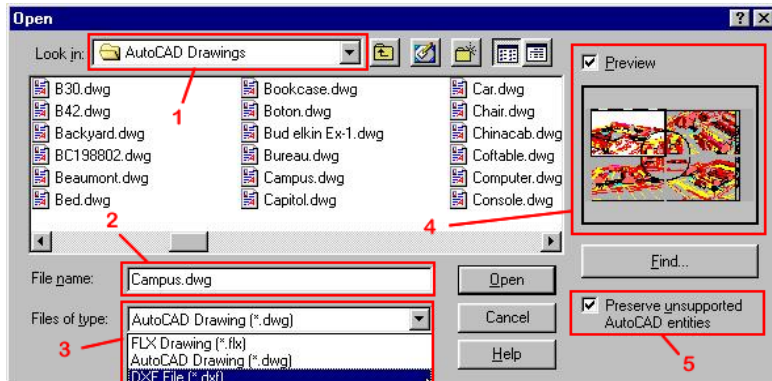 Open
Look in: AutoCAD Drawings
Preview
1
B30.dwg
B42.dwg
Backyard.dwg
BC198802.dwg
Beaumont.dwg
Bed.dwg
Bookcase.dwg
Boton.dwg
Bud elkin Ex-1.dwg
Bureau.dwg
Campus.dwg
Capitol.dwg
Car.dwg
Chair.dwg
Chinacab.dwg
Coftable.dwg
Computer.dwg
Console.dwg
2
4
Find...
File name: Campus.dwg
Open
Files of type: AutoCAD Drawing (*.dwg)
Cancel
Preserve unsupported
AutoCAD entities
3
FLX Drawing (*.flx)
AutoCAD Drawing (*.dwg)
DXF File (*.dxf)
Help
5